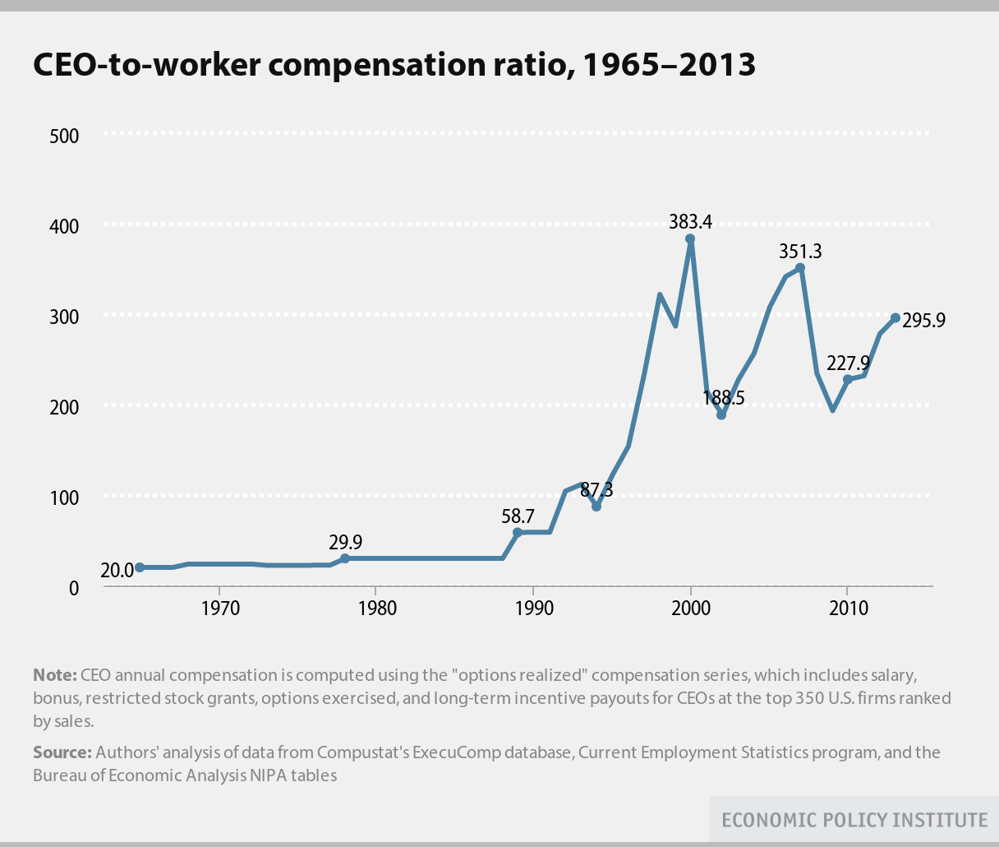 CEO-to-worker compensation ratio, 1965–2013
500
400
383.4
351.3
300
295.9
227.9
200
188.5
100
87.3
58.7
29.9
20.0
0
1970 1980 1990 2000 2010
Note: CEO annual compensation is computed using the "options realized" compensation series, which includes salary,
bonus, restricted stock grants, options exercised, and long-term incentive payouts for CEOs at the top 350 U.S. firms ranked
by sales.
Source: Authors' analysis of data from Compustat's ExecuComp database, Current Employment Statistics program, and the
Bureau of Economic Analysis NIPA tables
ECONOMIC POLICY INSTITUTE